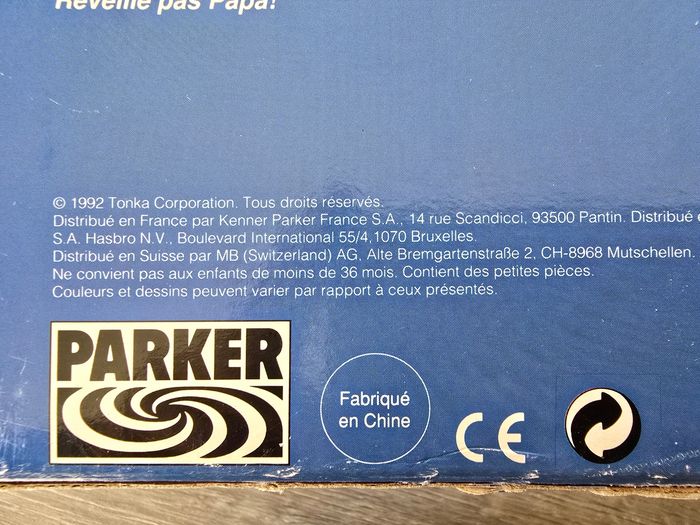 Réveille pas Papa!
© 1992 Tonka Corporation. Tous droits réservés.
Distribué en France par Kenner Parker France S.A., 14 rue Scandicci, 93500 Pantin. Distribué
S.A. Hasbro N.V., Boulevard International 55/4,1070 Bruxelles.
Distribué en Suisse par MB (Switzerland) AG, Alte Bremgartenstraße 2, CH-8968 Mutschellen.
Ne convient pas aux enfants de moins de 36 mois. Contient des petites pièces.
Couleurs et dessins peuvent varier par rapport à ceux présentés.
PARKER
Fabriqué
en Chine
CE